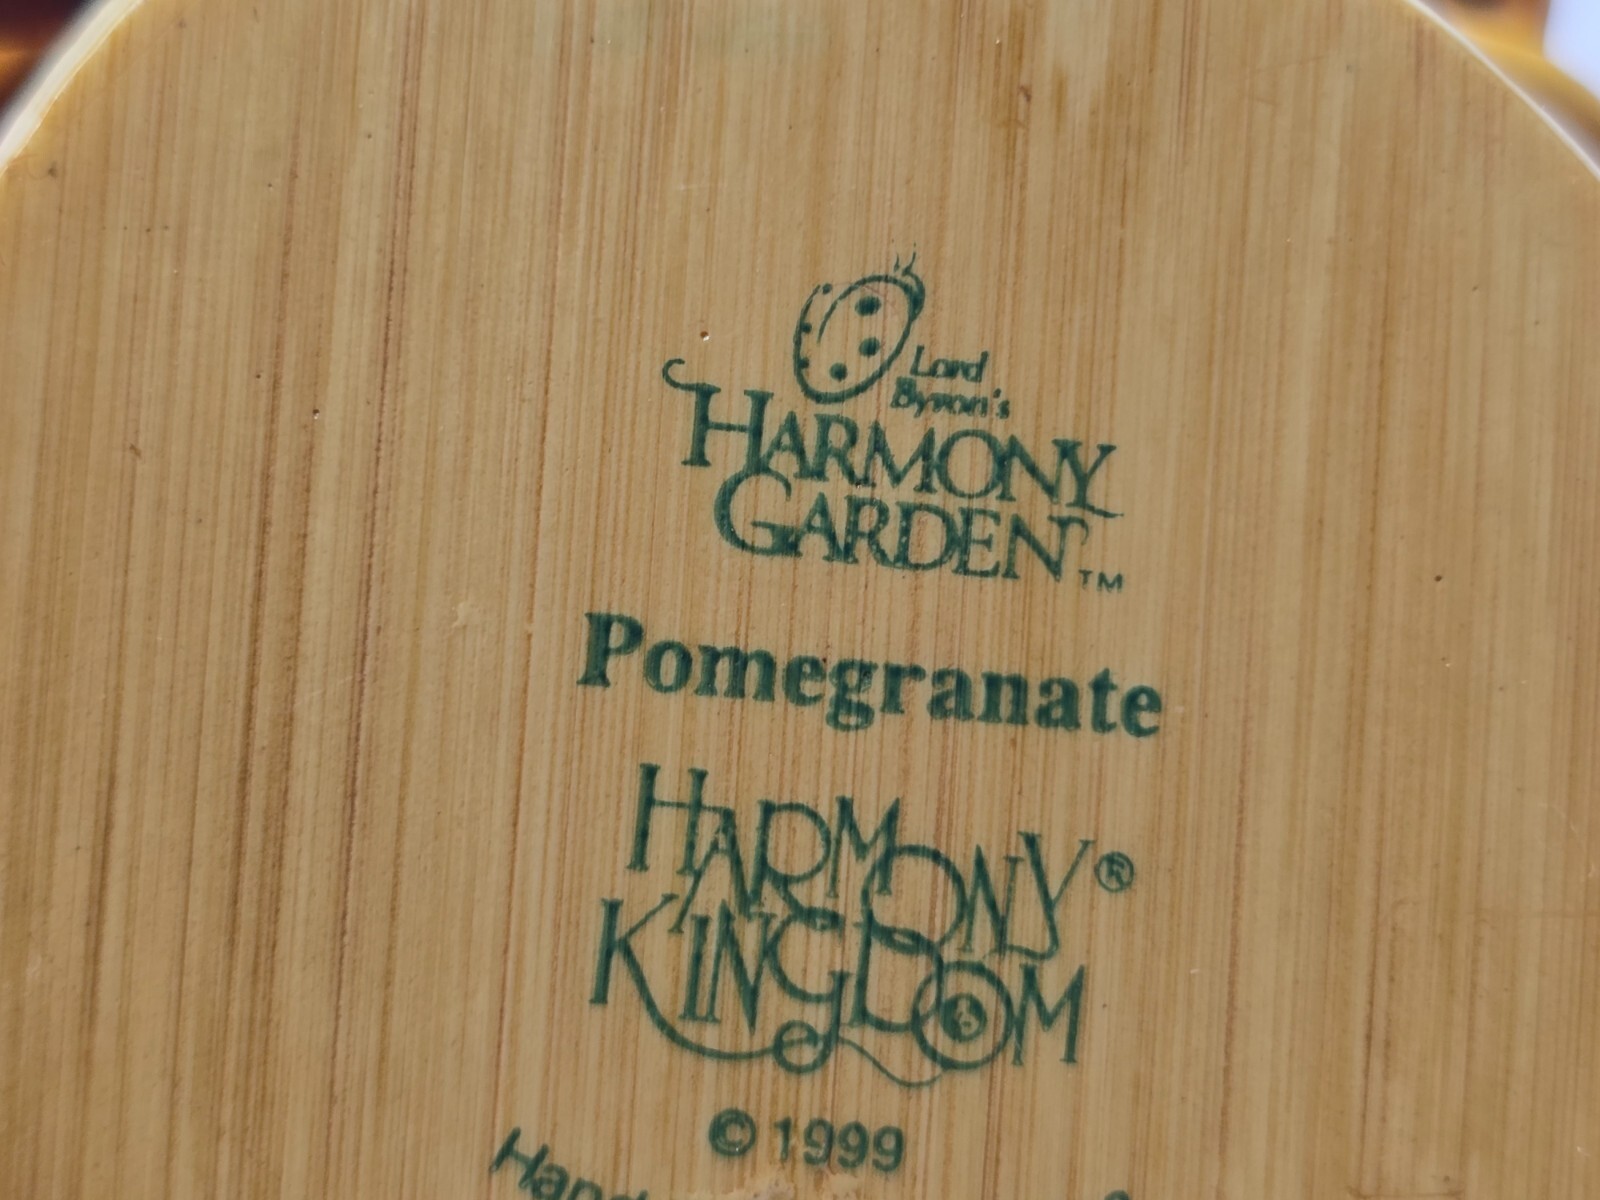 Lord
Byron's
HARMONY
GARDEN™
Pomegranate
HARMONY®
KINGDOM
© 1999